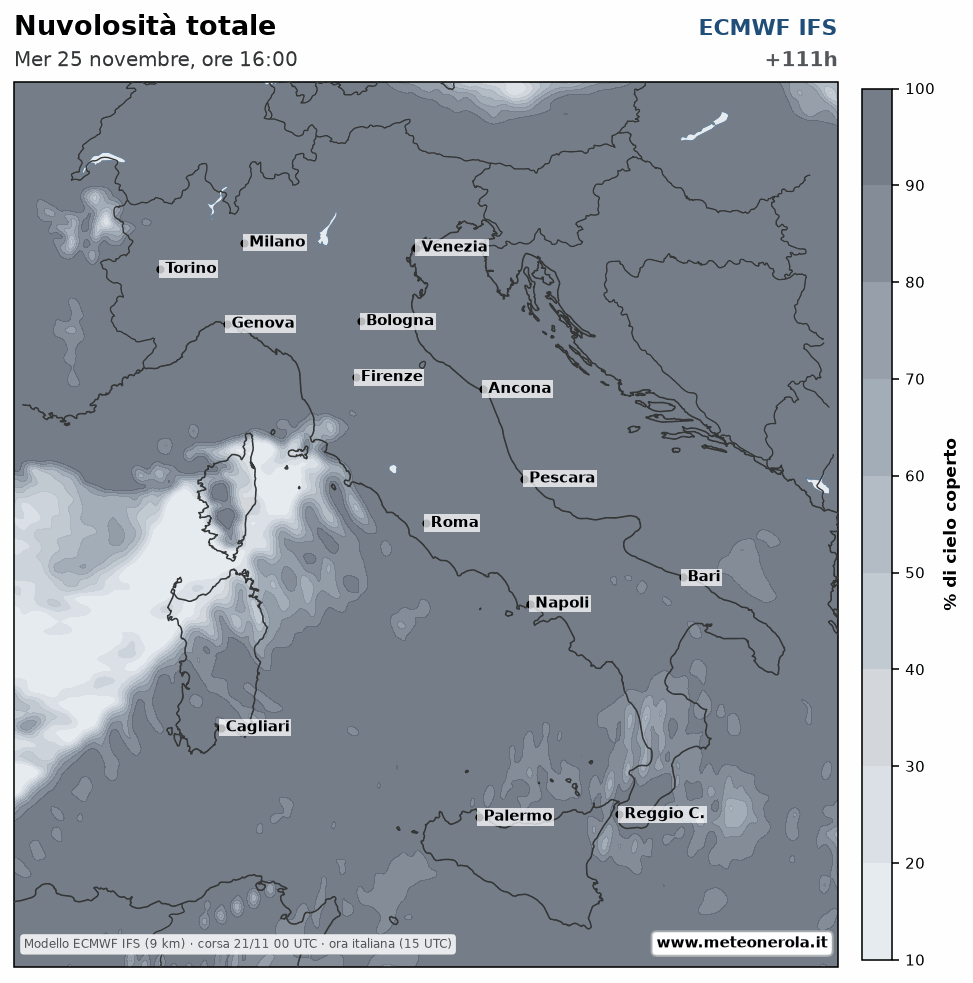 Nuvolosità totale
ECMWF IFS
Mer 25 novembre, ore 16:00
+111h
Milano
Venezia
Torino
Genova
Bologna
Firenze
Ancona
Pescara
Roma
Bari
Napoli
Cagliari
Palermo
Reggio C.
100
90
80
70
60
50
40
30
20
10
% di cielo coperto
Modello ECMWF IFS (9 km) · corsa 21/11 00 UTC · ora italiana (15 UTC)
www.meteonerola.it